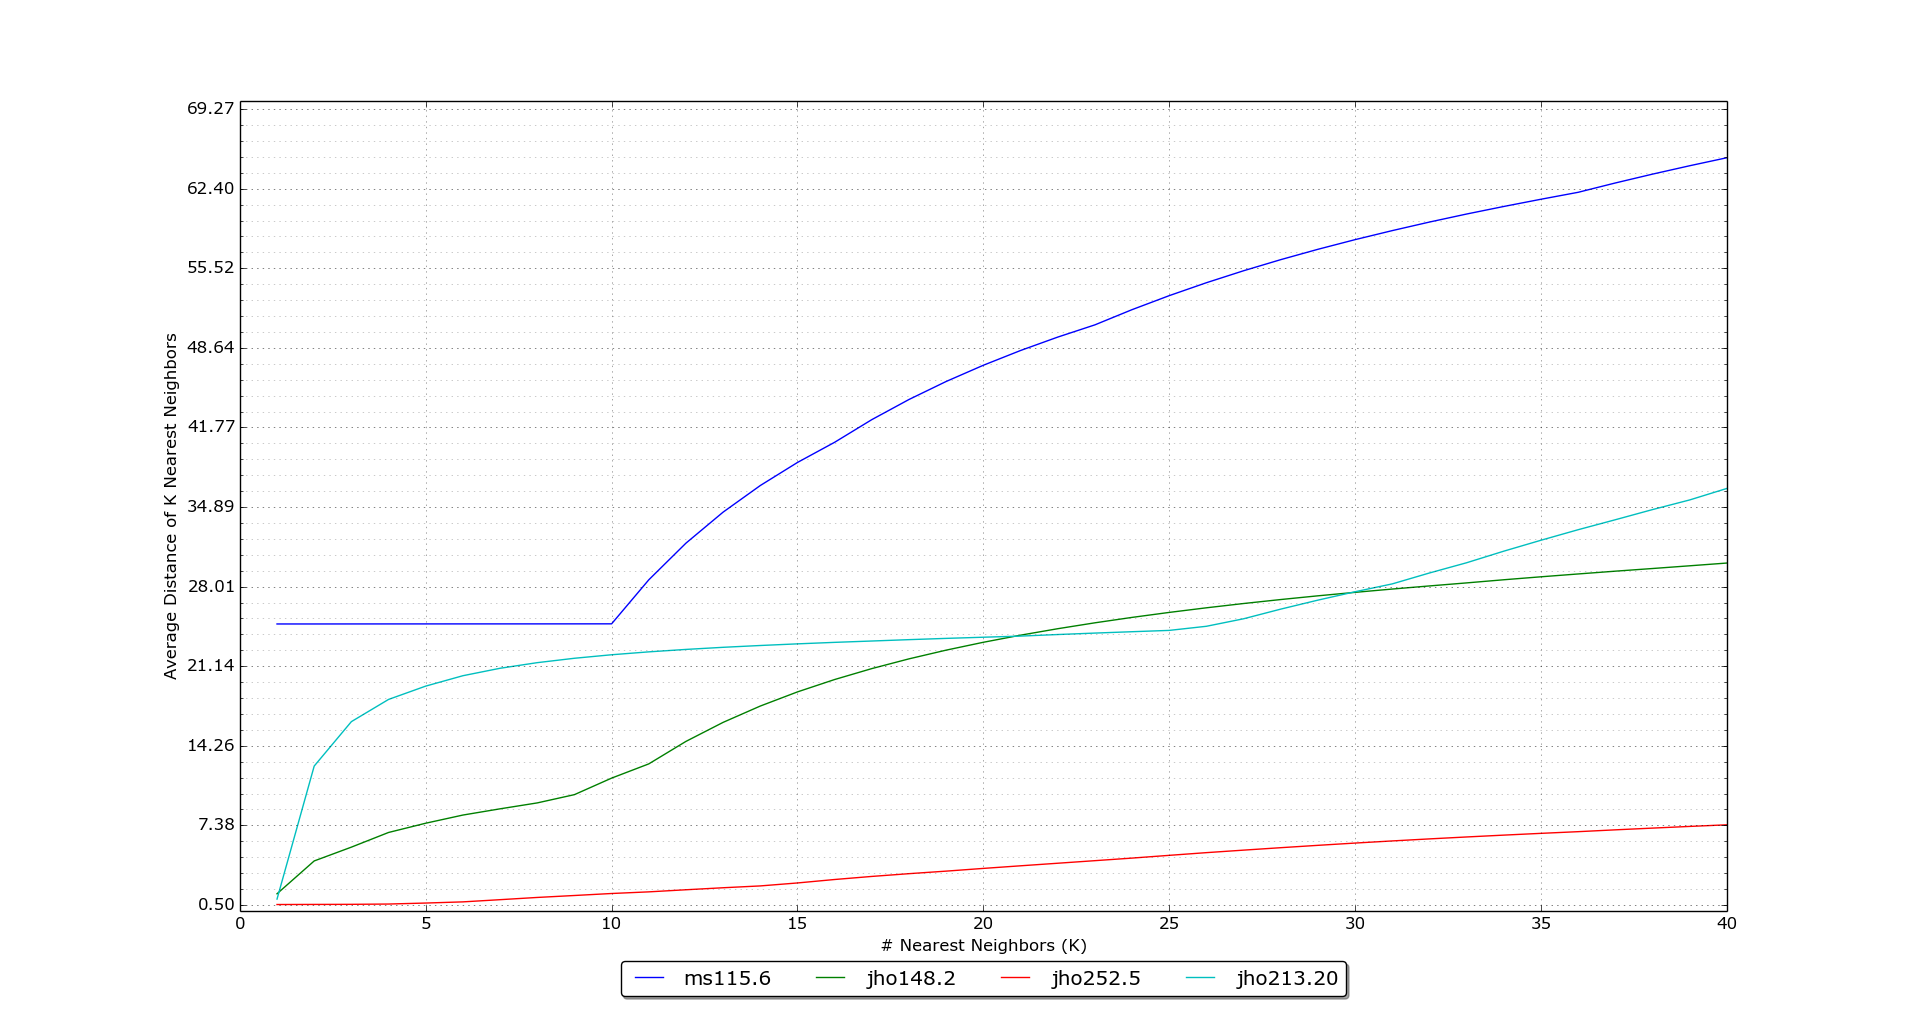 69.27
62.40
55.52
48.64
41.77
34.89
28.01
21.14
14.26
7.38
0.50
Average Distance of K Nearest Neighbors
0 5 10 15 20 25 30 35 40
# Nearest Neighbors (K)
ms115.6 jho148.2 jho252.5 jho213.20